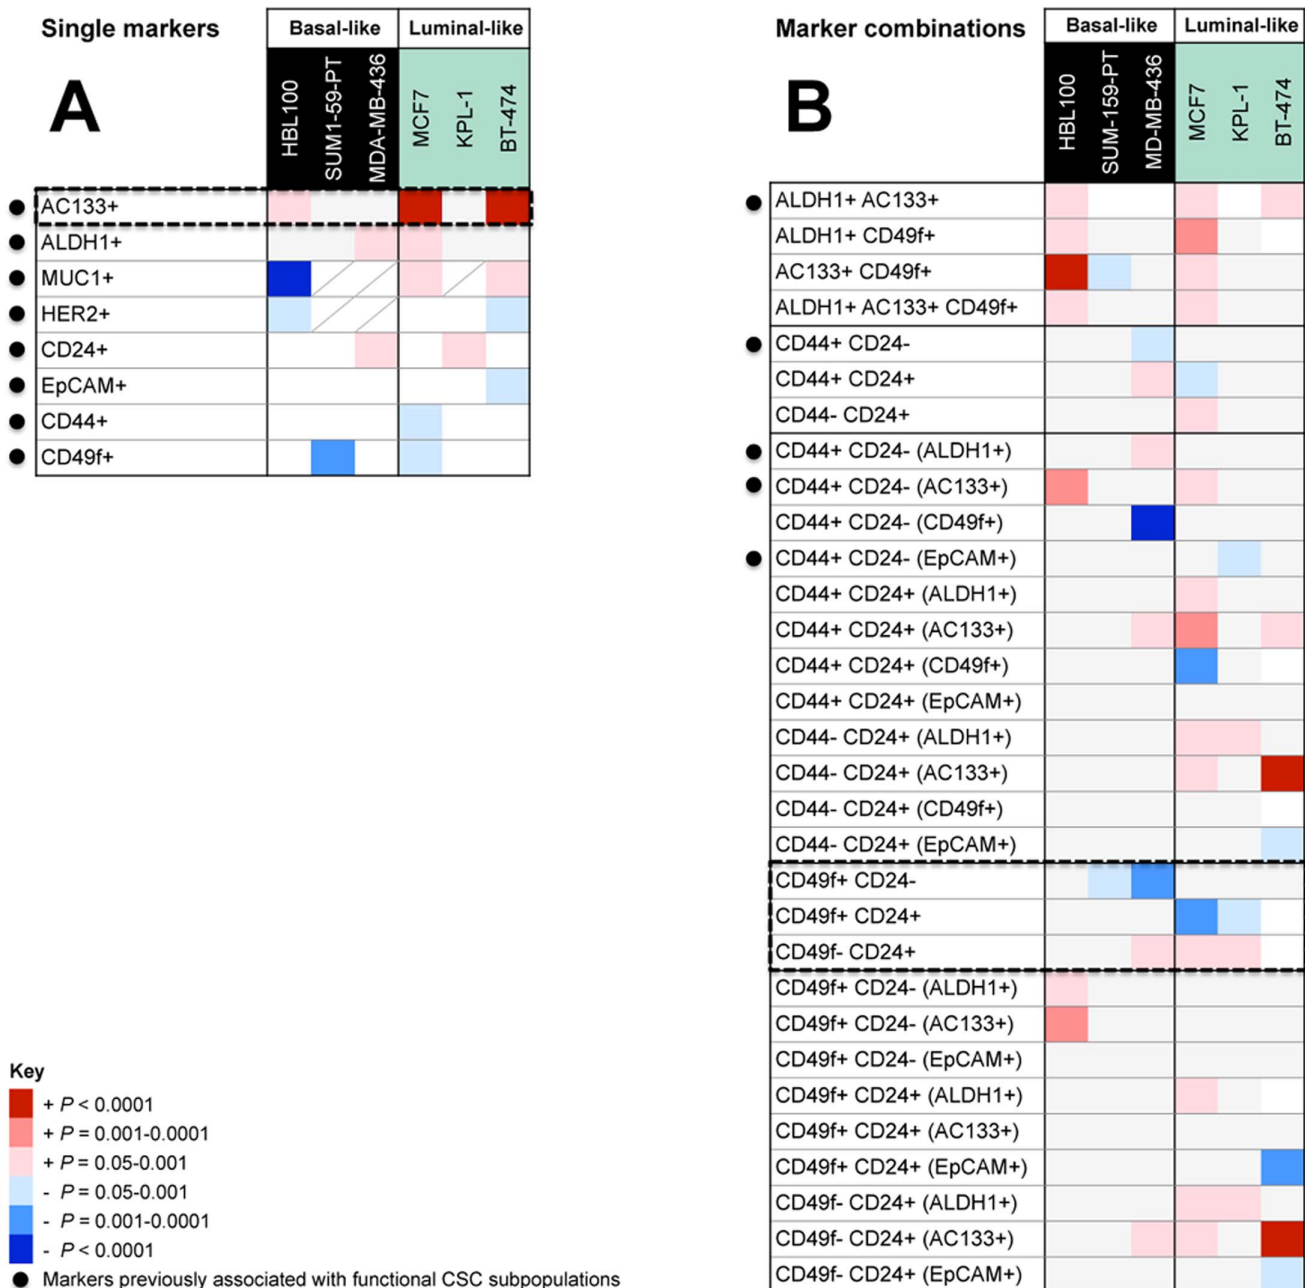 Single markers
Basal-like
Luminal-like
A
HBL100
SUM1-59-PT
MDA-MB-436
MCF7
KPL-1
BT-474
AC133+
ALDH1+
MUC1+
HER2+
CD24+
EpCAM+
CD44+
CD49f+
Marker combinations
Basal-like
Luminal-like
B
HBL100
SUM-159-PT
MD-MB-436
MCF7
KPL-1
BT-474
ALDH1+ AC133+
ALDH1+ CD49f+
AC133+ CD49f+
ALDH1+ AC133+ CD49f+
CD44+ CD24-
CD44+ CD24+
CD44- CD24+
CD44+ CD24- (ALDH1+)
CD44+ CD24- (AC133+)
CD44+ CD24- (CD49f+)
CD44+ CD24- (EpCAM+)
CD44+ CD24+ (ALDH1+)
CD44+ CD24+ (AC133+)
CD44+ CD24+ (CD49f+)
CD44+ CD24+ (EpCAM+)
CD44- CD24+ (ALDH1+)
CD44- CD24+ (AC133+)
CD44- CD24+ (CD49f+)
CD44- CD24+ (EpCAM+)
CD49f+ CD24-
CD49f+ CD24+
CD49f- CD24+
CD49f+ CD24- (ALDH1+)
CD49f+ CD24- (AC133+)
CD49f+ CD24- (EpCAM+)
CD49f+ CD24+ (ALDH1+)
CD49f+ CD24+ (AC133+)
CD49f+ CD24+ (EpCAM+)
CD49f- CD24+ (ALDH1+)
CD49f- CD24+ (AC133+)
CD49f- CD24+ (EpCAM+)
Key
+ P < 0.0001
+ P = 0.001-0.0001
+ P = 0.05-0.001
- P = 0.05-0.001
- P = 0.001-0.0001
- P < 0.0001
● Markers previously associated with functional CSC subpopulations